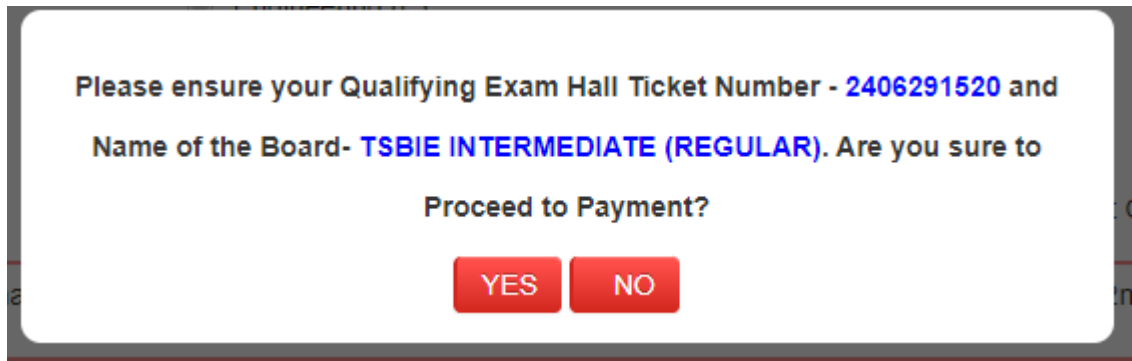 Please ensure your Qualifying Exam Hall Ticket Number - 2406291520 and
Name of the Board- TSBIE INTERMEDIATE (REGULAR). Are you sure to
Proceed to Payment?
YES NO